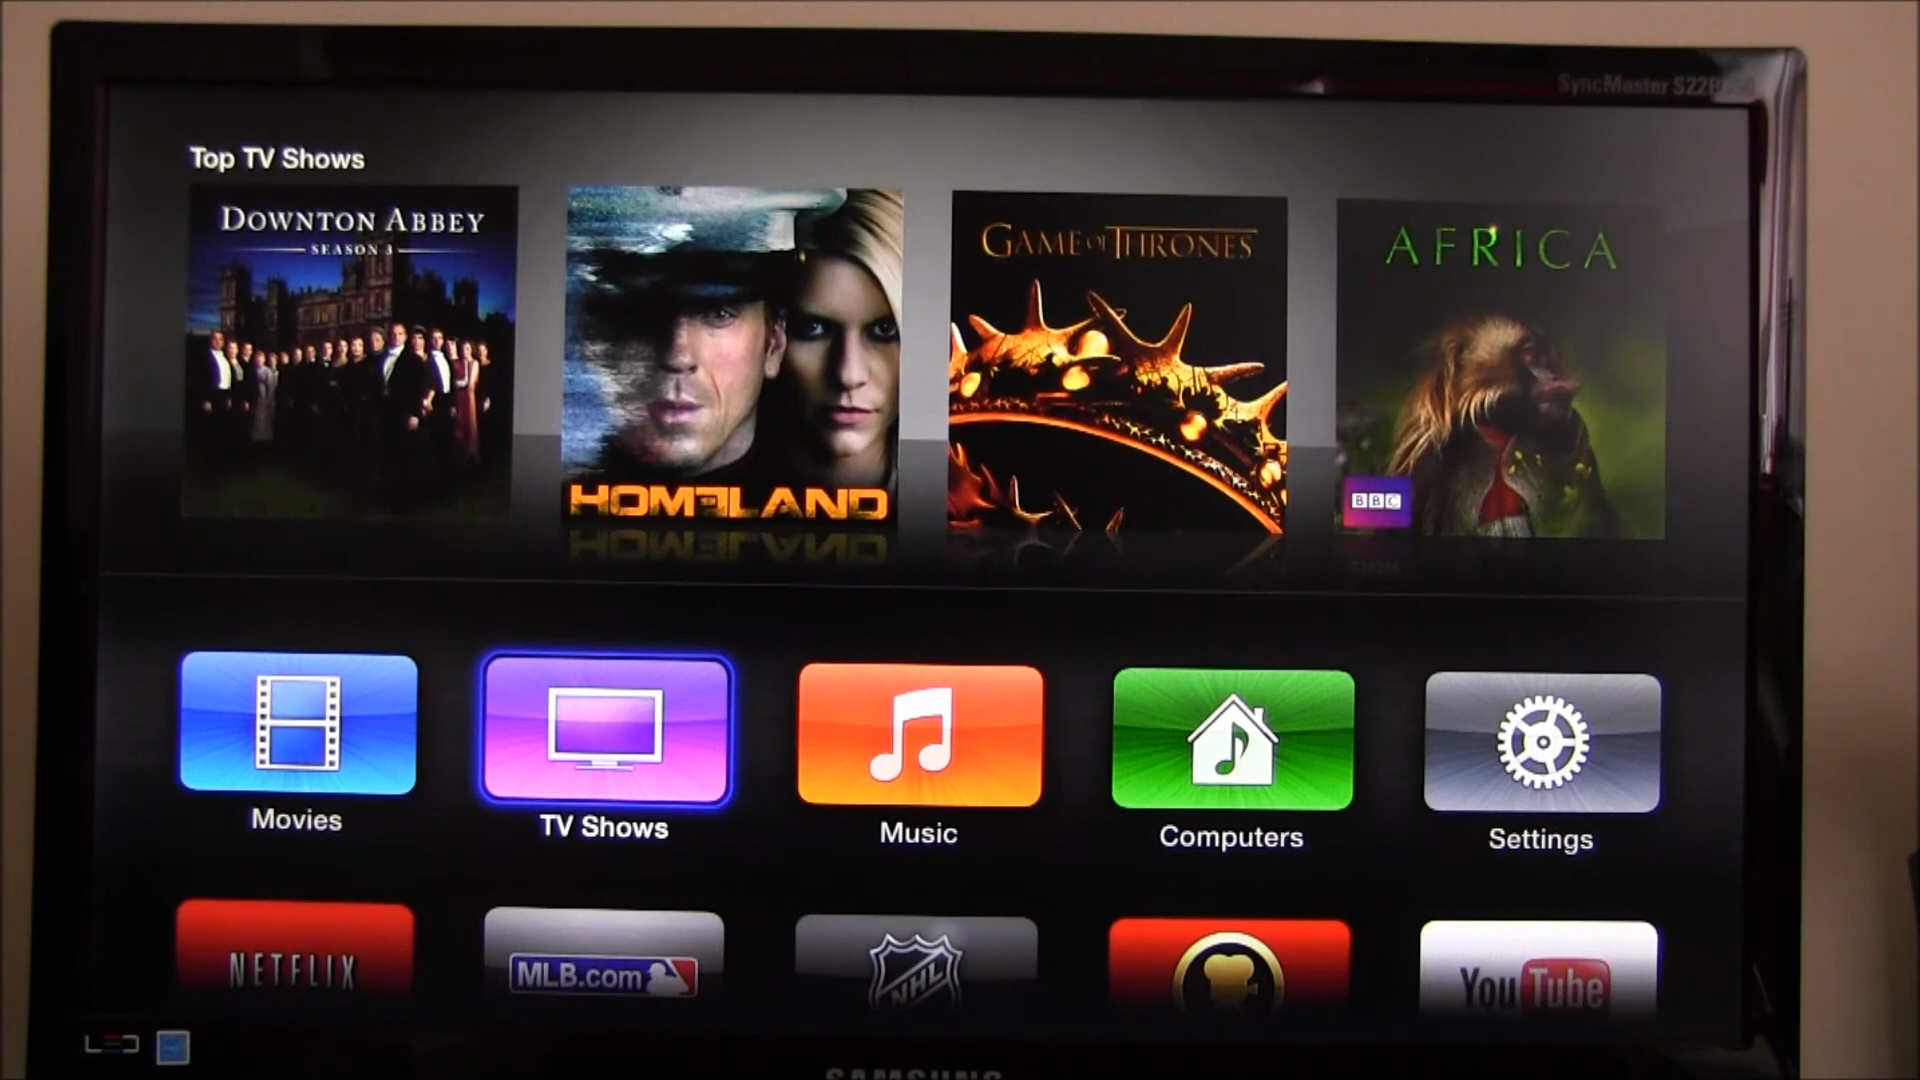 SyncMaster
Top TV Shows
DOWNTON ABBEY
SEASON 3
HOMELAND
GAME OF THRONES
AFRICA
BBC
Movies
TV Shows
Music
Computers
Settings
NETFLIX
MLB.com
NHL
YouTube
LED
SAMSUNG